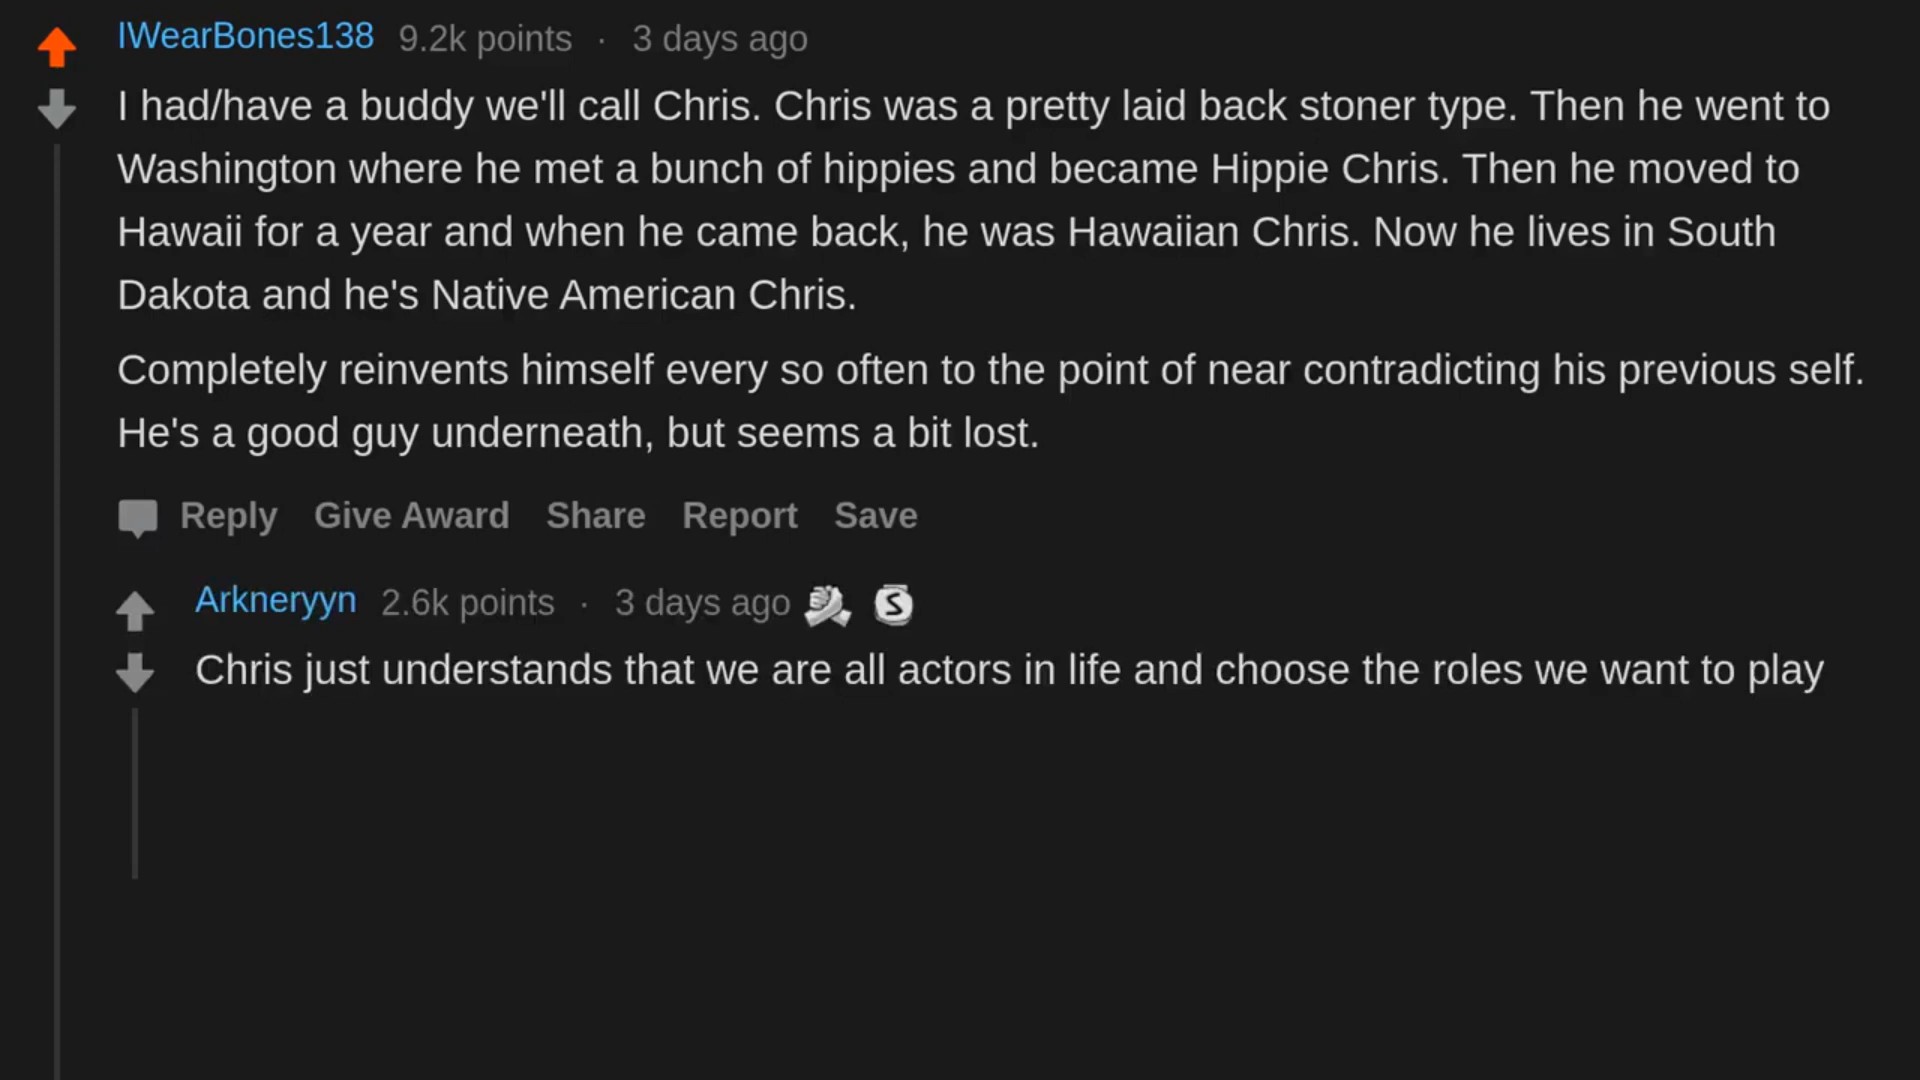 IWearBones138 9.2k points · 3 days ago
I had/have a buddy we'll call Chris. Chris was a pretty laid back stoner type. Then he went to
Washington where he met a bunch of hippies and became Hippie Chris. Then he moved to
Hawaii for a year and when he came back, he was Hawaiian Chris. Now he lives in South
Dakota and he's Native American Chris.
Completely reinvents himself every so often to the point of near contradicting his previous self.
He's a good guy underneath, but seems a bit lost.
Reply Give Award Share Report Save
Arkneryyn 2.6k points · 3 days ago S
Chris just understands that we are all actors in life and choose the roles we want to play